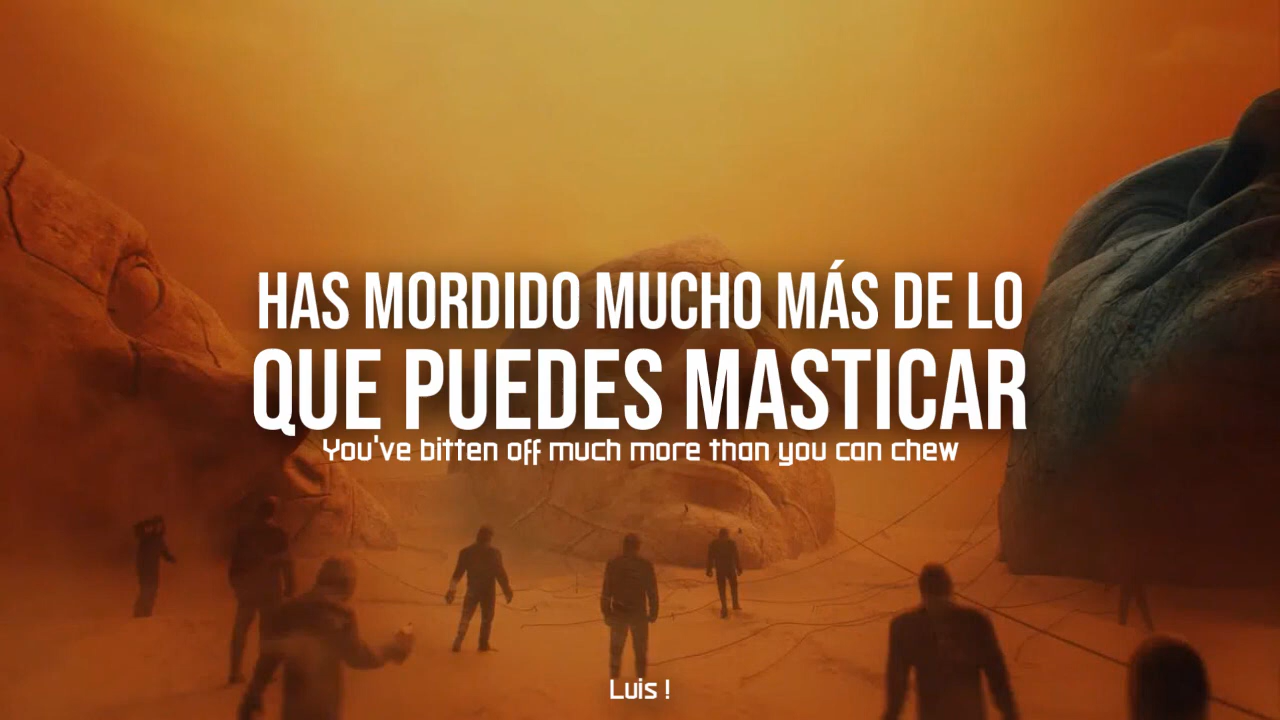 HAS MORDIDO MUCHO MÁS DE LO
QUE PUEDES MASTICAR
You've bitten off much more than you can chew
Luis !